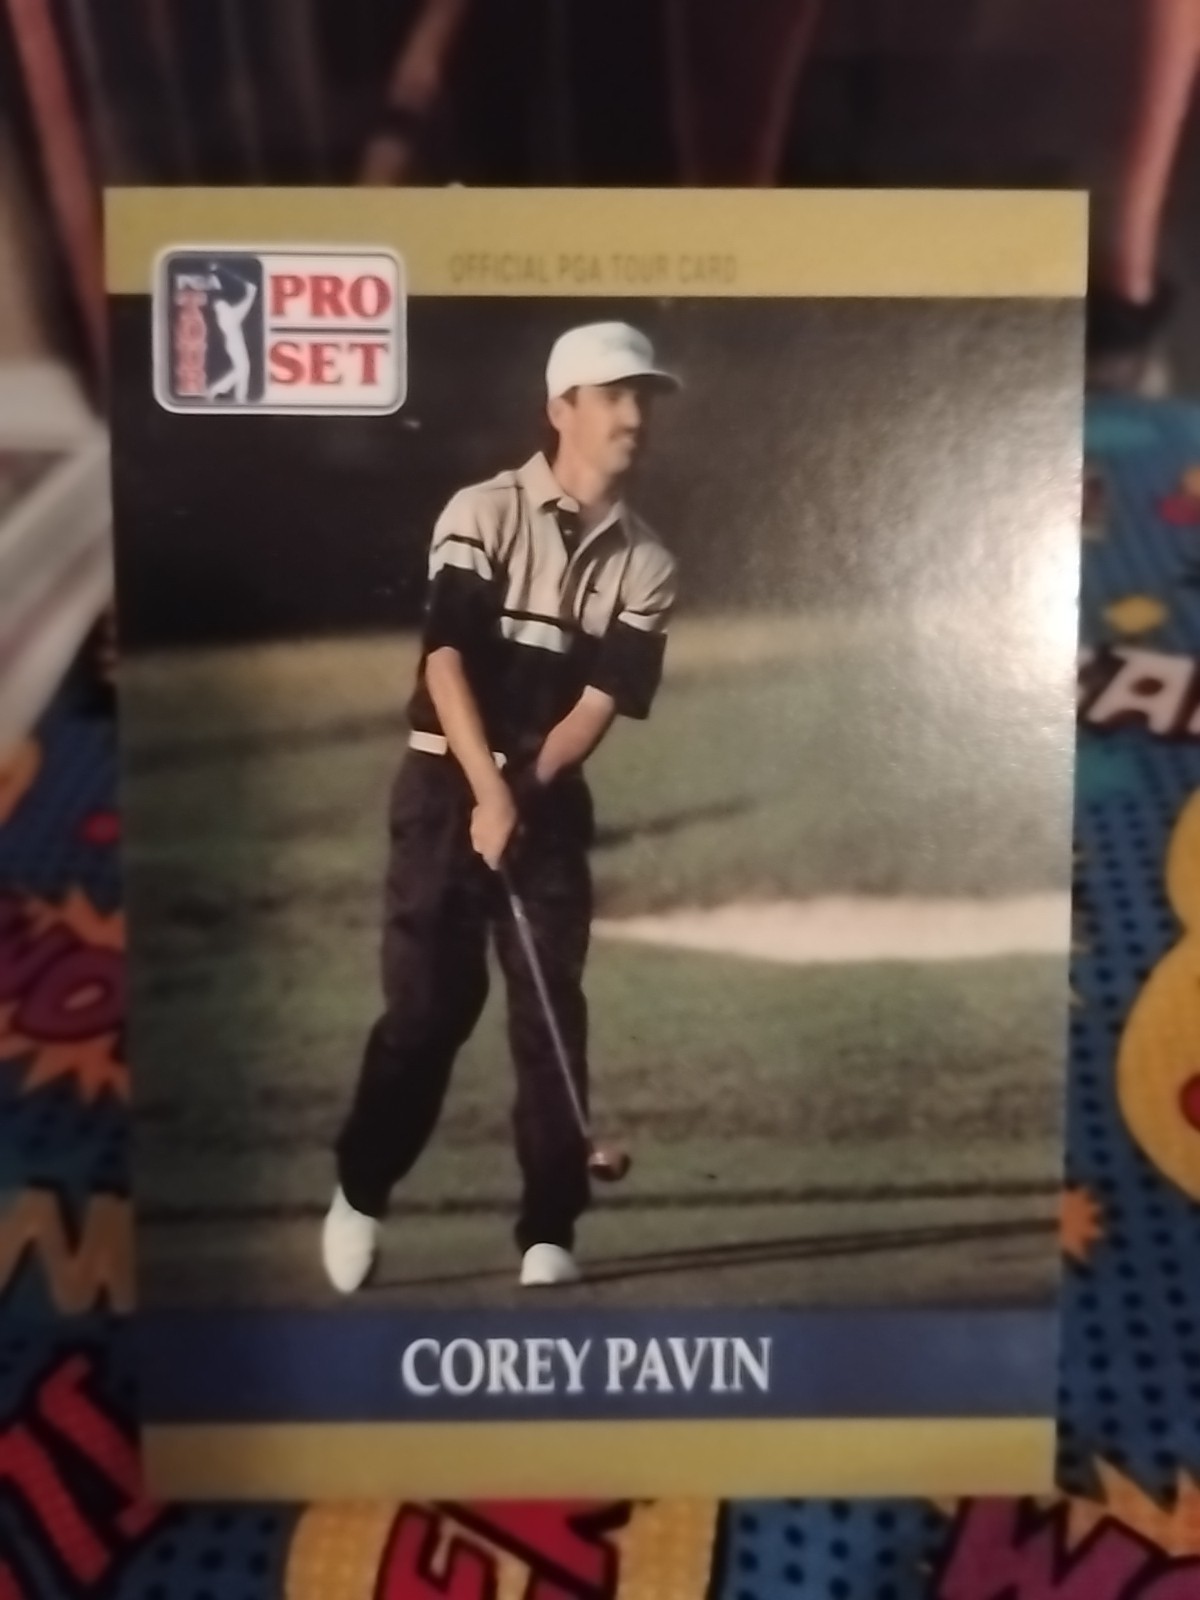 OFFICIAL PGA TOUR CARD
PGA TOUR
PRO
SET
COREY PAVIN